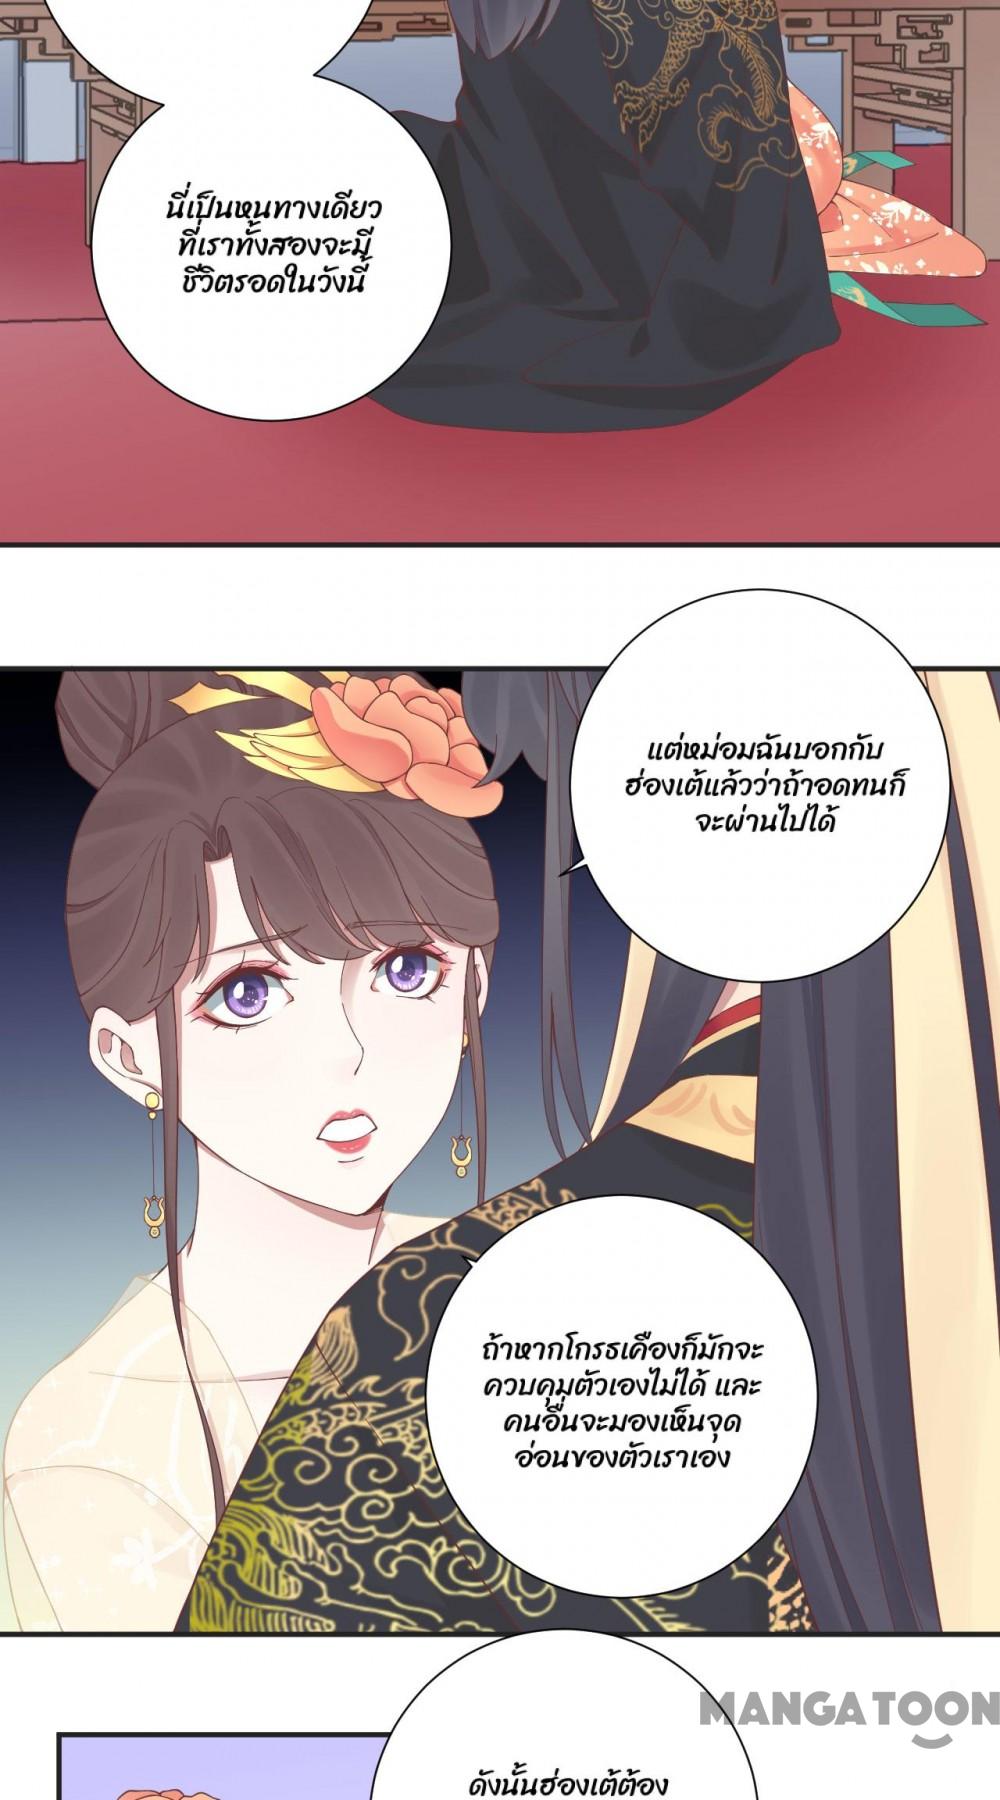 นี่เป็นหนทางเดียว
ที่เราทั้งสองจะมี
ชีวิตรอดในวังนี้
แต่หม่อมฉันบอกกับ
ฮ่องเต้แล้วว่าถ้าอดทนก็
จะผ่านไปได้
ถ้าหากโกรธเคืองก็มักจะ
ควบคุมตัวเองไม่ได้ และ
คนอื่นจะมองเห็นจุด
อ่อนของตัวเราเอง
MANGATOON
ดังนั้นฮ่องเต้ต้อง